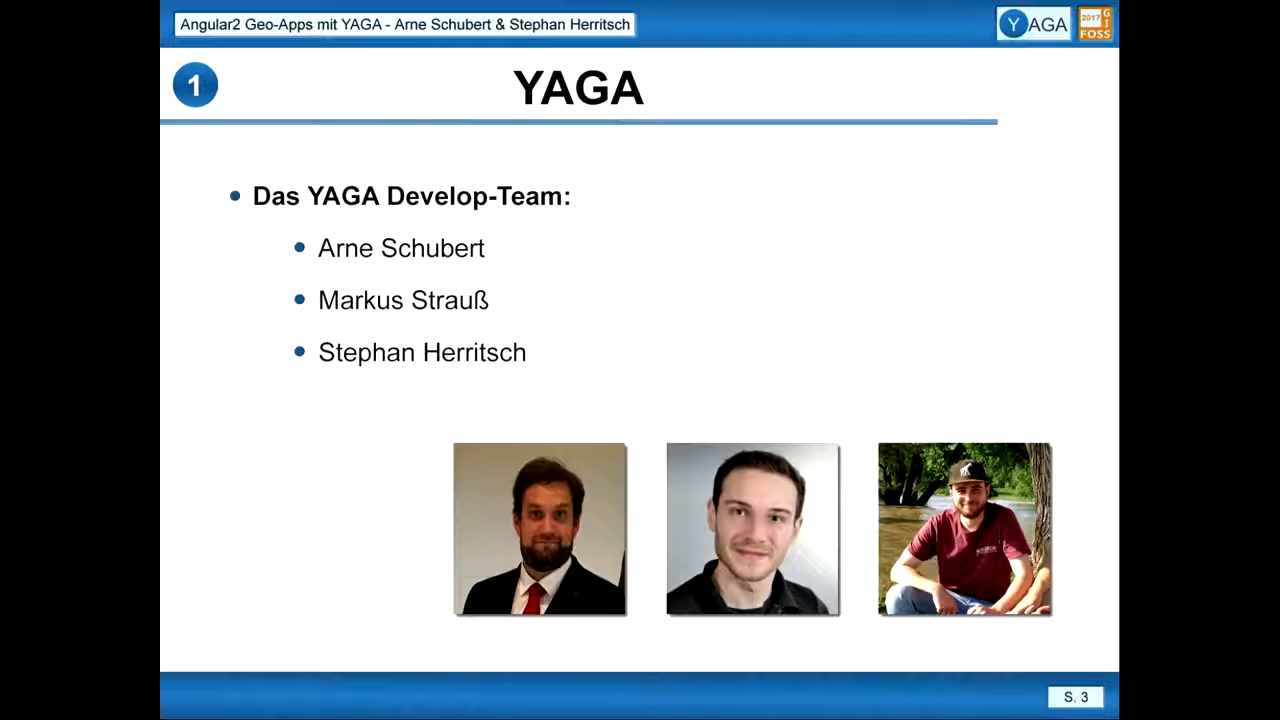 Angular2 Geo-Apps mit YAGA - Arne Schubert & Stephan Herritsch
YAGA
2017 GI
FOSS
1
YAGA
Das YAGA Develop-Team:
Arne Schubert
Markus Strauß
Stephan Herritsch
S. 3